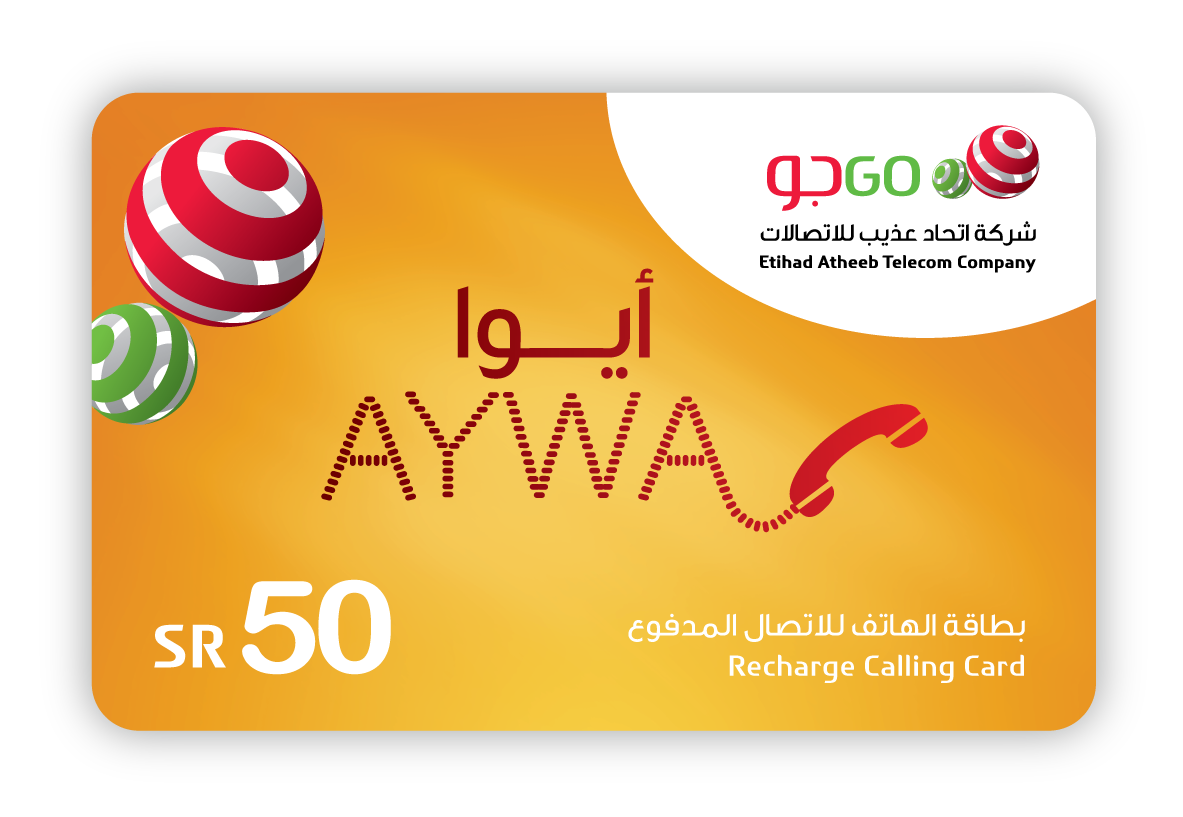 جو GO
شركة اتحاد عذيب للاتصالات
Etihad Atheeb Telecom Company
أيـــوا
AYWA
SR 50
بطاقة الهاتف للاتصال المدفوع
Recharge Calling Card